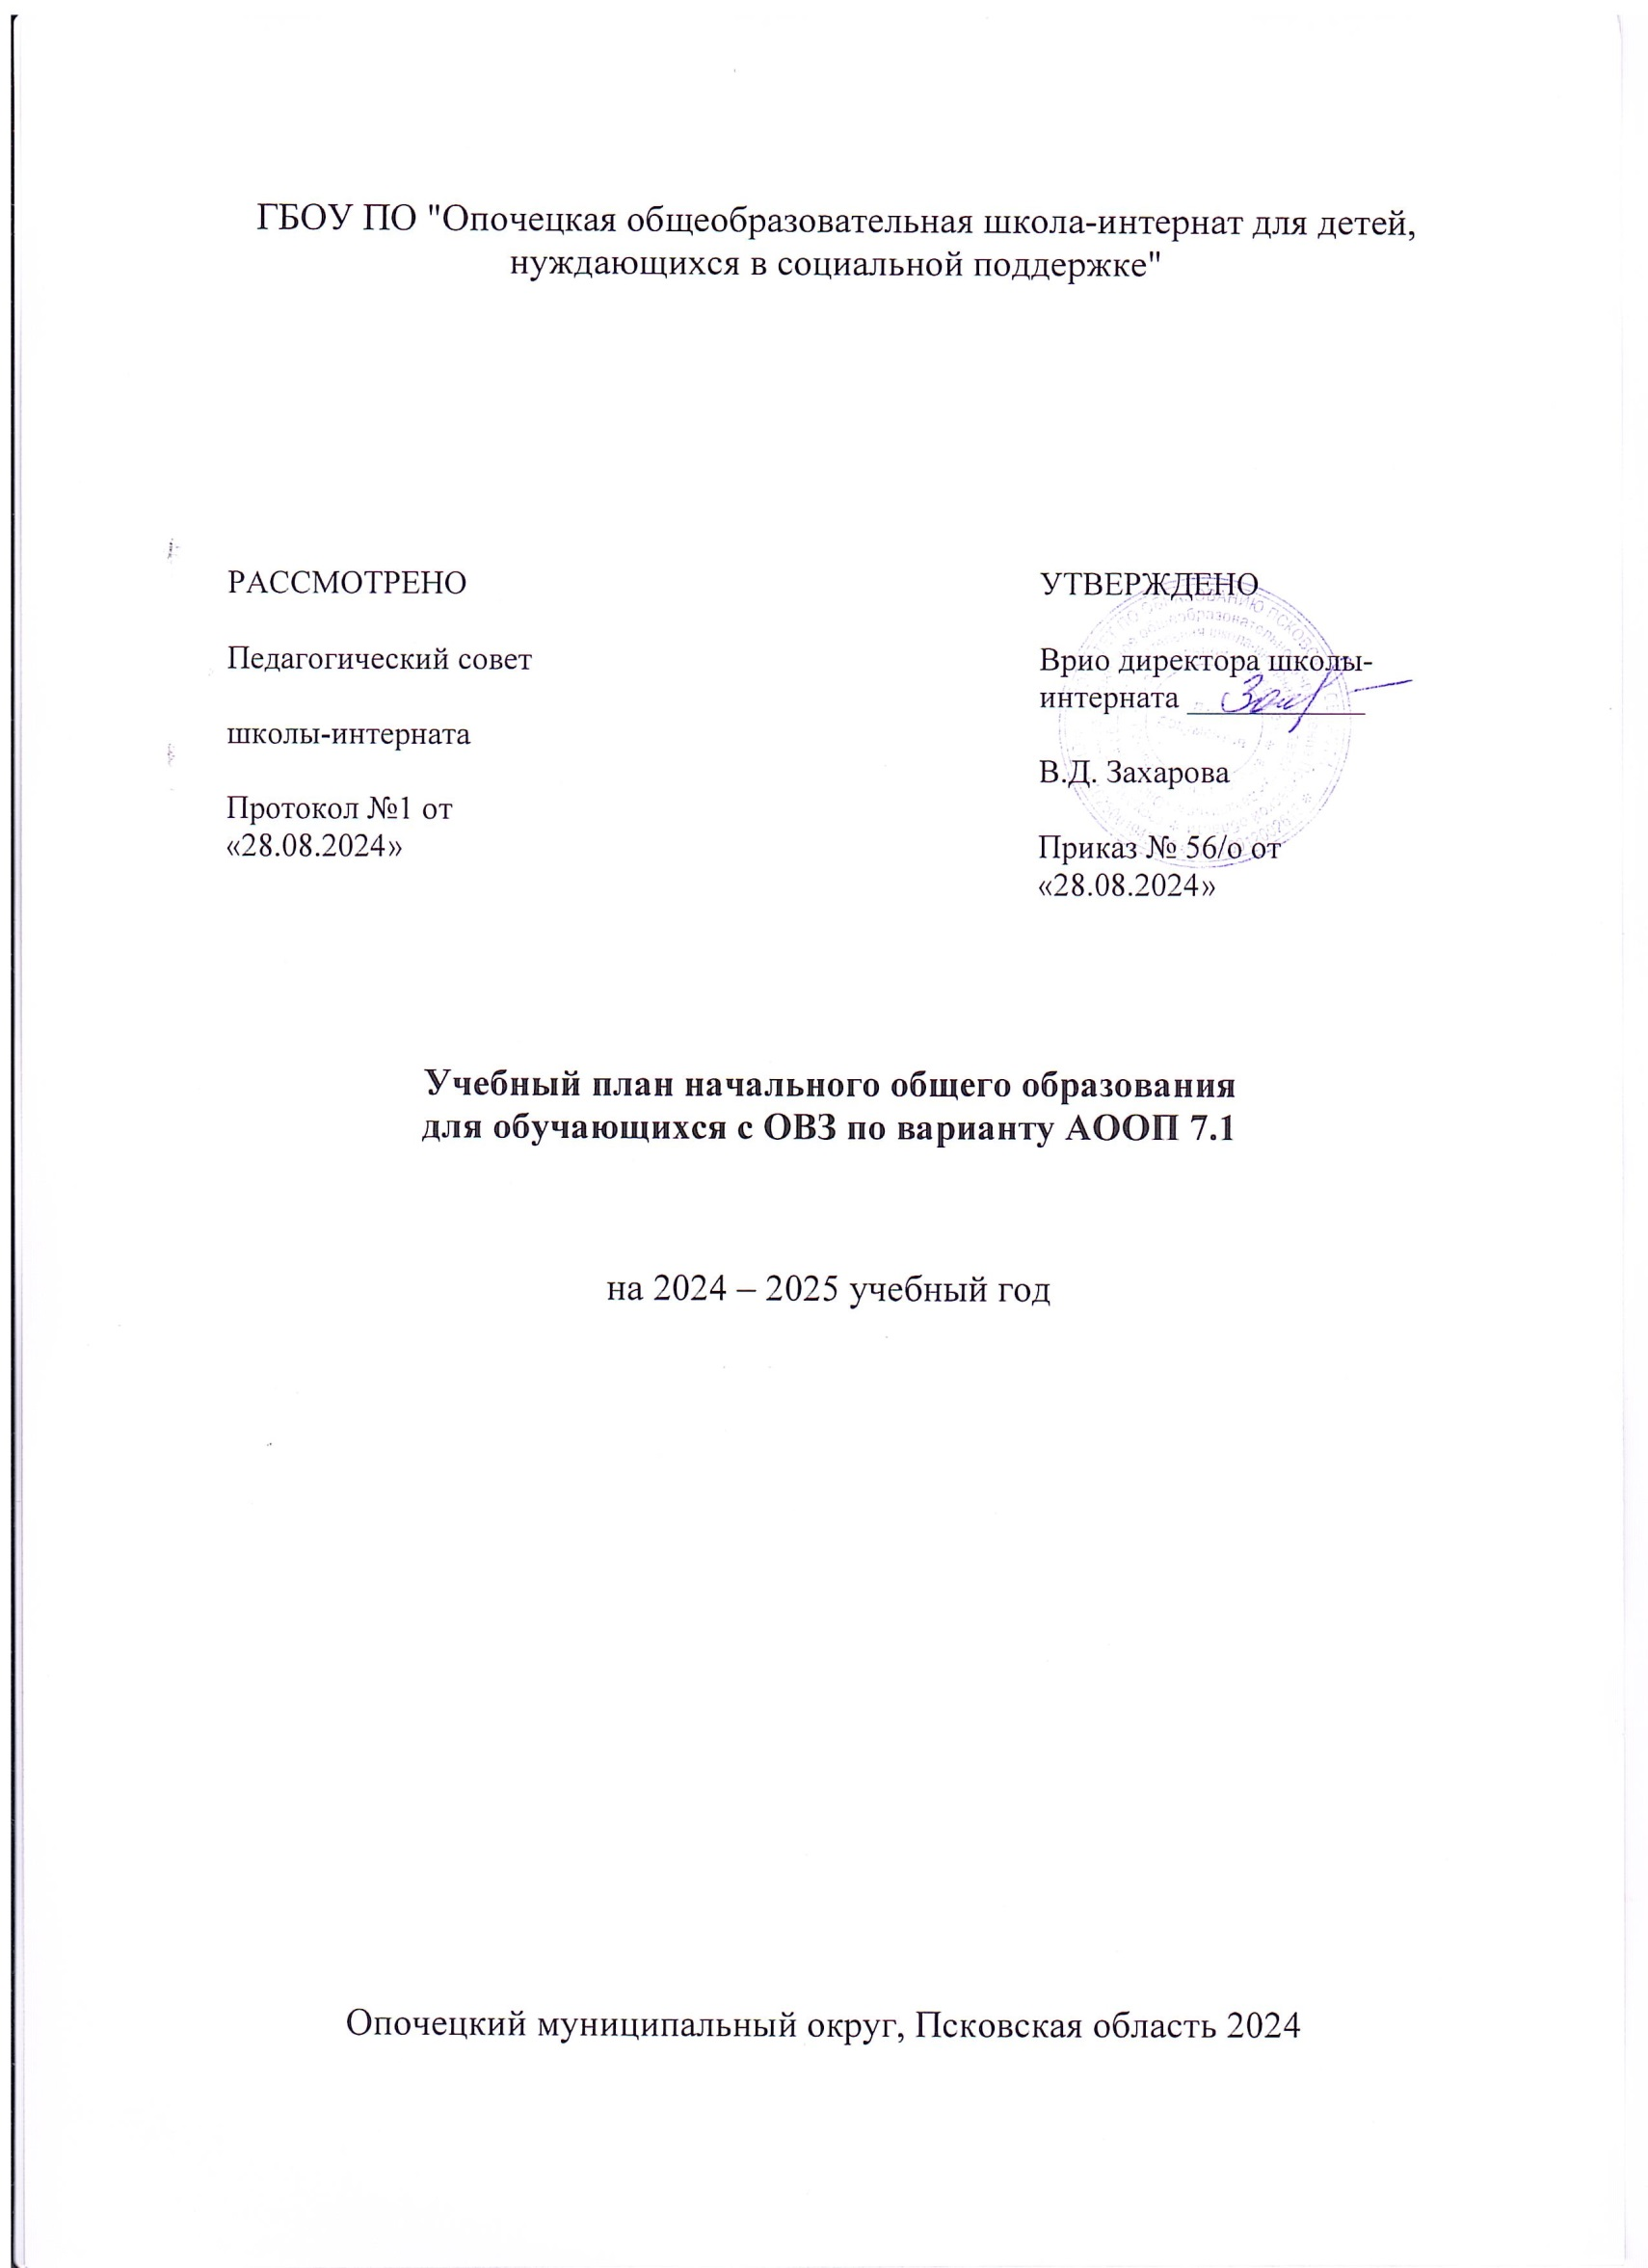 ГБОУ ПО "Опочецкая общеобразовательная школа-интернат для детей,
нуждающихся в социальной поддержке"
РАССМОТРЕНО
Педагогический совет
школы-интерната
Протокол №1 от
«28.08.2024»
УТВЕРЖДЕНО
Врио директора школы-
интерната
В.Д. Захарова
Приказ № 56/о от
«28.08.2024»
Учебный план начального общего образования
для обучающихся с ОВЗ по варианту АООП 7.1
на 2024 – 2025 учебный год
Опочецкий муниципальный округ, Псковская область 2024